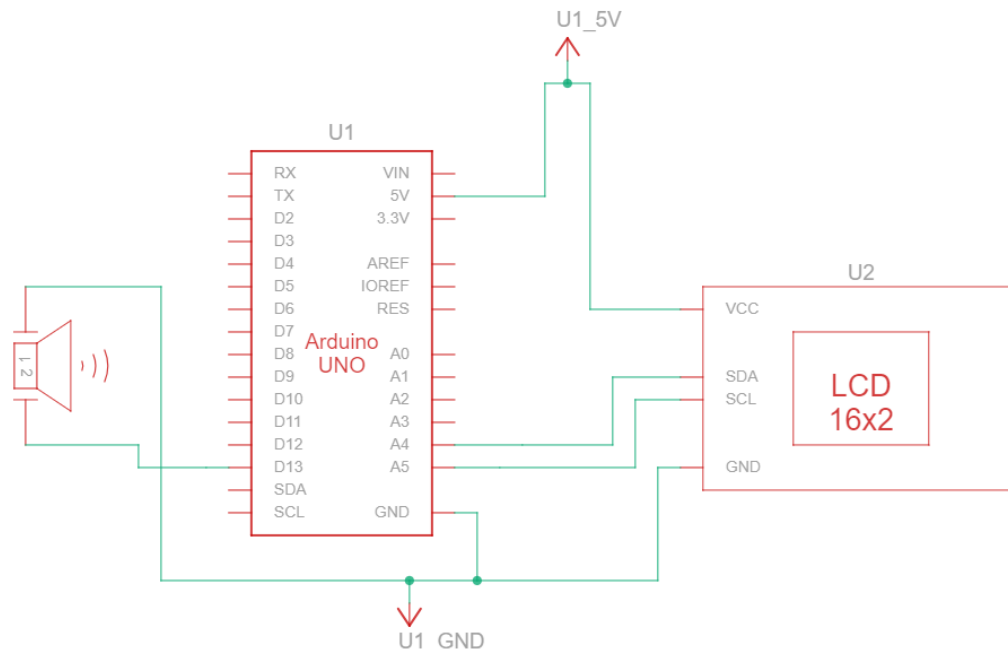 U1_5V
U1
RX
TX
D2
D3
D4
D5
D6
D7
D8
D9
D10
D11
D12
D13
SDA
SCL
VIN
5V
3.3V
AREF
IOREF
RES
A0
A1
A2
A3
A4
A5
GND
Arduino
UNO
1 2
U2
VCC
SDA
SCL
GND
LCD
16x2
U1 GND